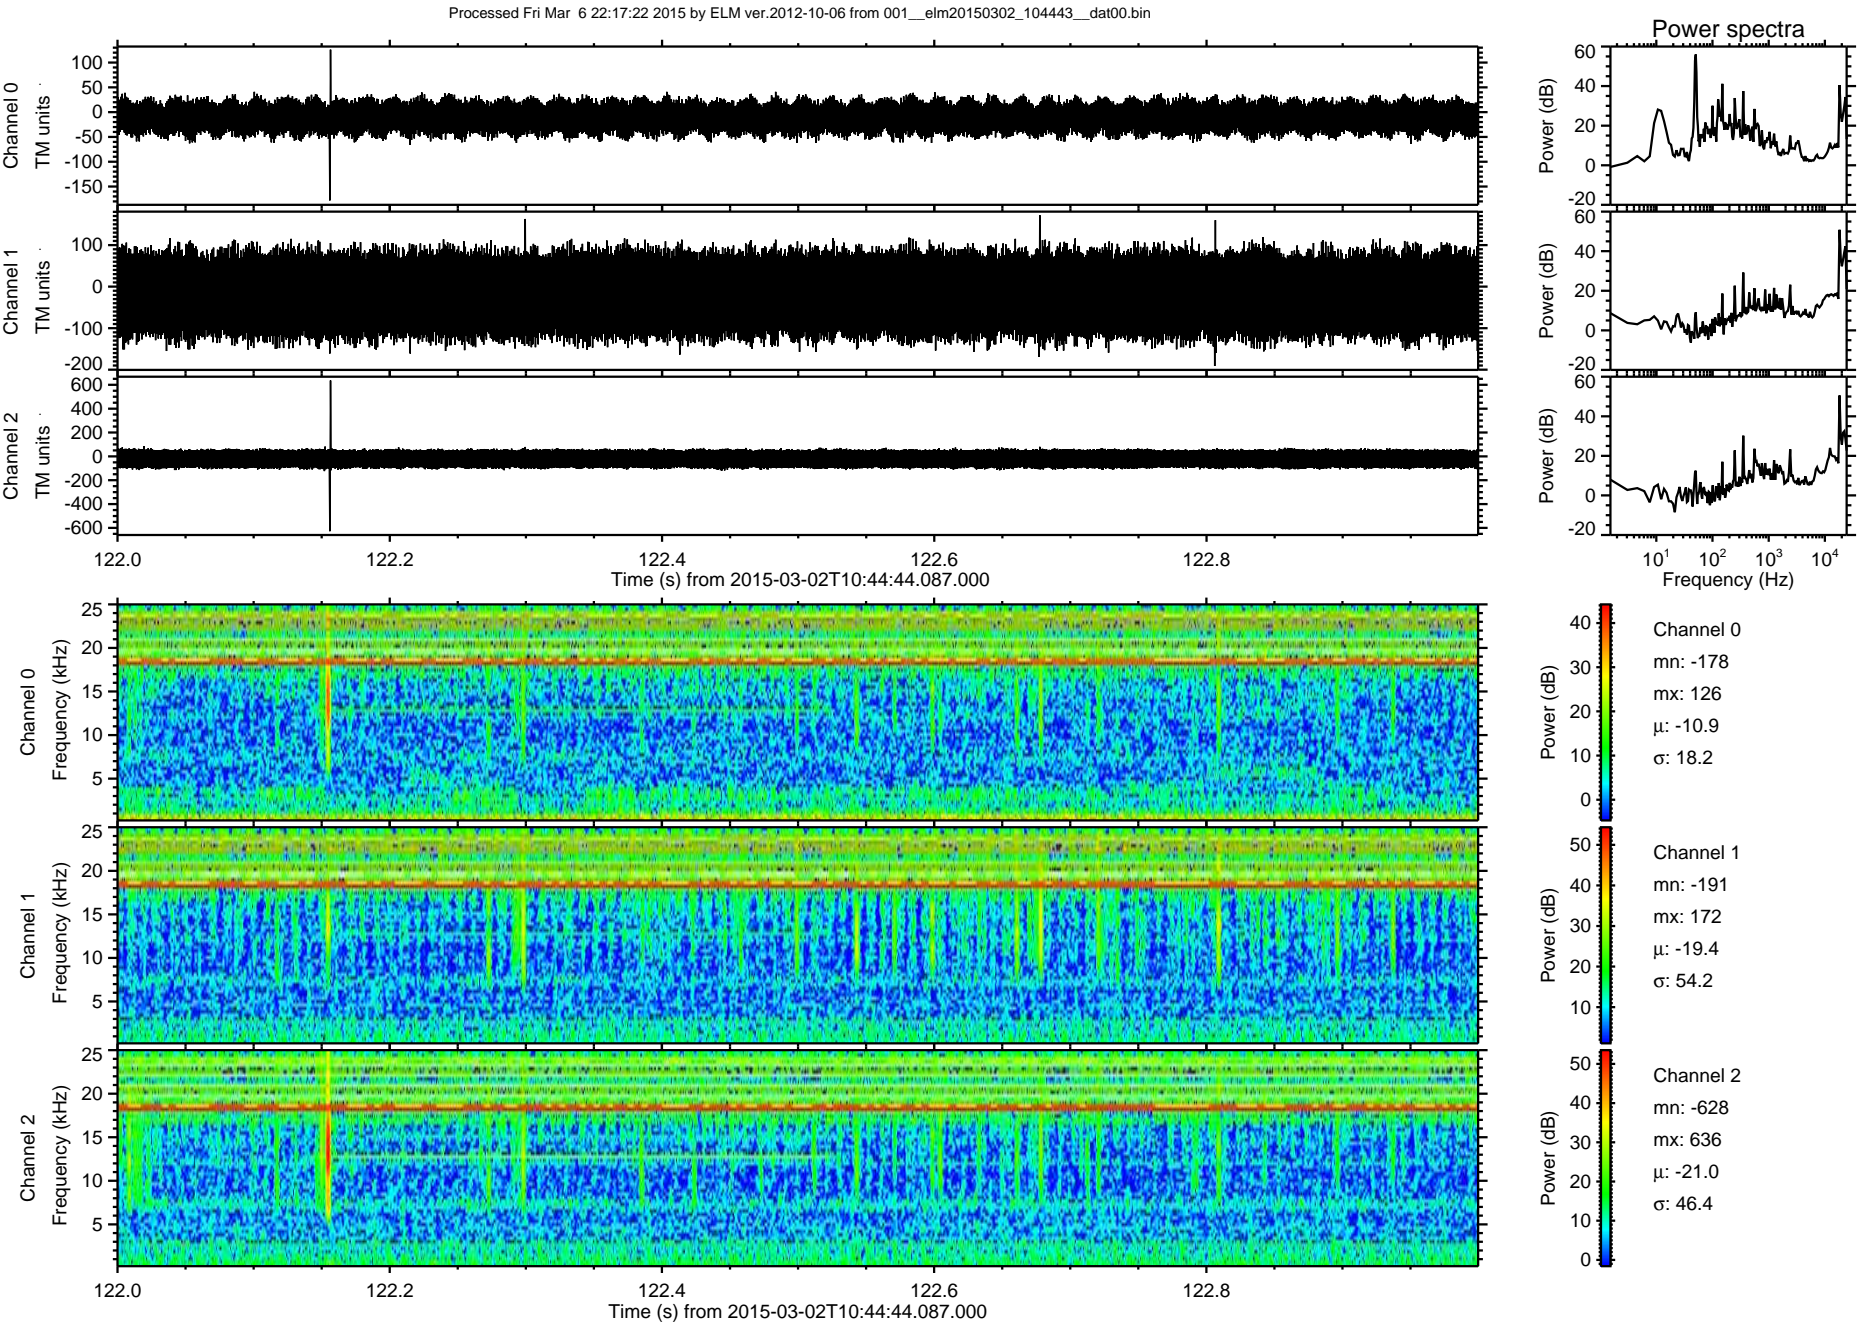 Processed Fri Mar  6 22:17:22 2015 by ELM ver.2012-10-06 from 001__elm20150302_104443__dat00.bin
Power spectra
Channel 0
TM units
100
50
0
-50
-100
-150
Power (dB)
60
40
20
0
-20
Channel 1
TM units
100
0
-100
-200
Power (dB)
60
40
20
0
-20
Channel 2
TM units
600
400
200
0
-200
-400
-600
Power (dB)
60
40
20
0
-20
122.0 122.2 122.4 122.6 122.8
Time (s) from 2015-03-02T10:44:44.087.000
10^1 10^2 10^3 10^4
Frequency (Hz)
Channel 0
Frequency (kHz)
25
20
15
10
5
Power (dB)
40
30
20
10
0
Channel 0
mn: -178
mx: 126
μ: -10.9
σ: 18.2
Channel 1
Frequency (kHz)
25
20
15
10
5
Power (dB)
50
40
30
20
10
Channel 1
mn: -191
mx: 172
μ: -19.4
σ: 54.2
Channel 2
Frequency (kHz)
25
20
15
10
5
Power (dB)
50
40
30
20
10
0
Channel 2
mn: -628
mx: 636
μ: -21.0
σ: 46.4
122.0 122.2 122.4 122.6 122.8
Time (s) from 2015-03-02T10:44:44.087.000